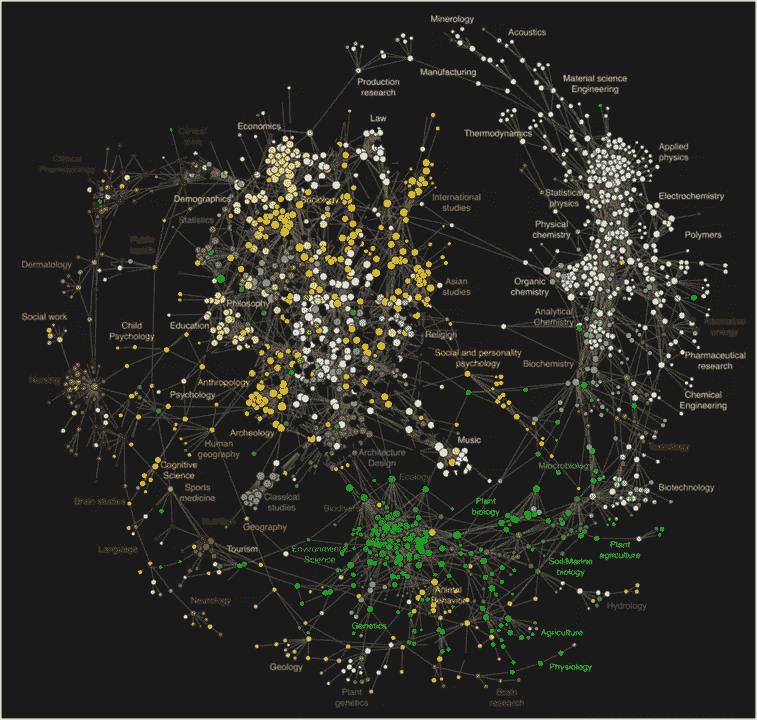 Minerology
Acoustics
Manufacturing
Production
research
Material science
Engineering
Law
Economics
Thermodynamics
Applied
physics
Clinical
Pharmacology
Clinical
Demographics
Sociology
International
studies
Statistical
physics
Electrochemistry
Statistics
Physical
chemistry
Polymers
Public
health
Dermatology
Asian
studies
Organic
chemistry
Philosophy
Social work
Child
Psychology
Education
Religion
Analytical
Chemistry
Alternative
energy
Social and personality
psychology
Biochemistry
Pharmaceutical
research
Nursing
Anthropology
Psychology
Chemical
Engineering
Archeology
Human
geography
Music
Toxicology
Architecture
Design
Cognitive
Science
Sports
medicine
Microbiology
Ecology
Biotechnology
Brain studies
Classical
studies
Plant
biology
Nutrition
Geography
Language
Tourism
Environmental
Science
Plant
agriculture
Soil/Marine
biology
Animal
Behavior
Neurology
Hydrology
Genetics
Agriculture
Geology
Physiology
Plant
genetics
Brain
research